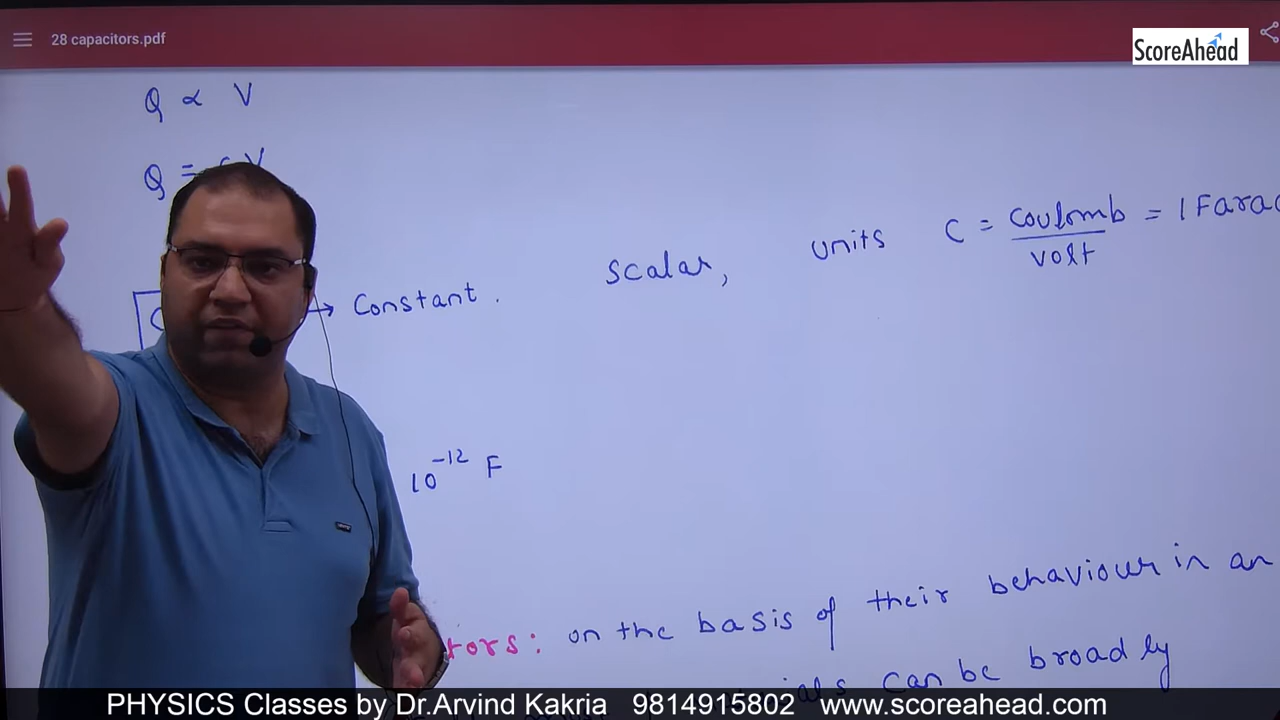 28 capacitors.pdf
ScoreAhead
Q ∝ V
Q = C V
Scalar, units C = Coulomb / volt = 1 Farad
→ Constant.
10⁻¹² F
tors: on the basis of their behaviour in an
can be broadly
PHYSICS Classes by Dr.Arvind Kakria 9814915802 www.scoreahead.com